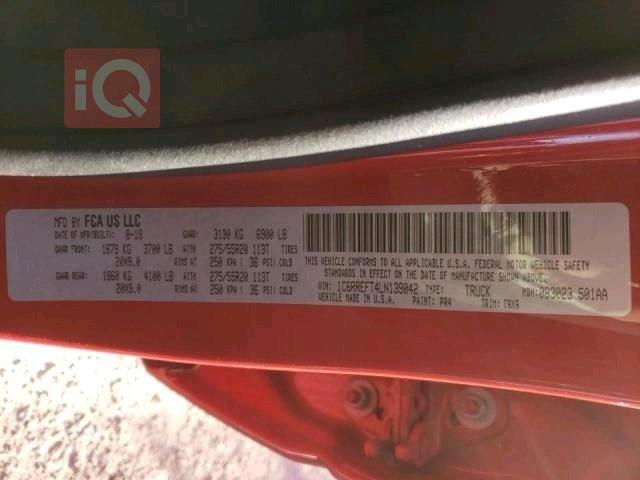 iQ
MFD BY FCA US LLC
DATE OF MFR(BUILT): 8-19 GVWR: 3130 KG 6900 LB
GAWR FRONT: 1679 KG 3700 LB WITH 275/55R20 113T TIRES
20X9.0 RIMS AT 250 KPA ( 36 PSI) COLD
GAWR REAR: 1860 KG 4100 LB WITH 275/55R20 113T TIRES
20X9.0 RIMS AT 250 KPA ( 36 PSI) COLD
THIS VEHICLE CONFORMS TO ALL APPLICABLE U.S.A. FEDERAL MOTOR VEHICLE SAFETY
STANDARDS IN EFFECT ON THE DATE OF MANUFACTURE SHOWN ABOVE.
VIN: 1C6RREFT4LN139042 TYPE: TRUCK MDH: 083023 501AA
VEHICLE MADE IN U.S.A. PAINT: PR4 TRIM: T9X9